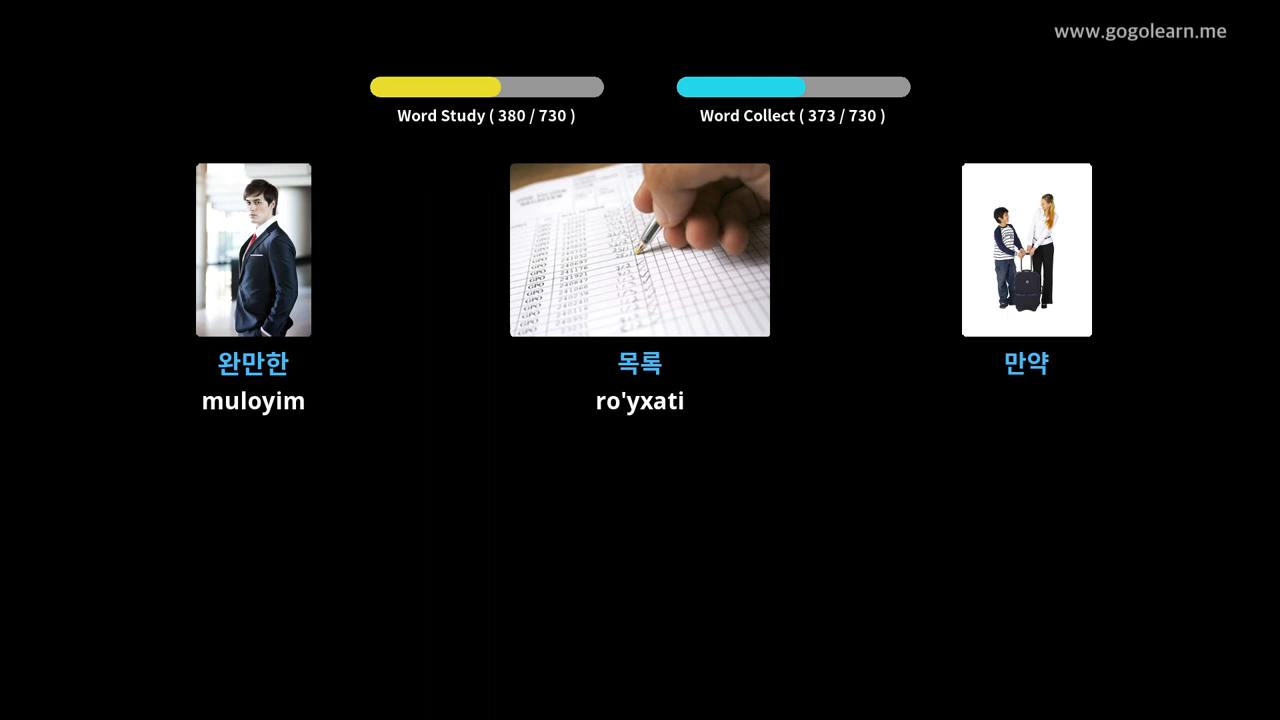 www.gogolearn.me
Word Study ( 380 / 730 )
Word Collect ( 373 / 730 )
완만한
목록
만약
muloyim
ro'yxati